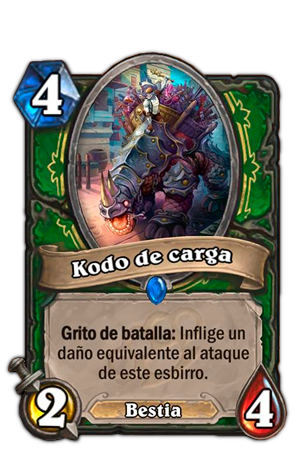 4
Kodo de carga
Grito de batalla: Inflige un
daño equivalente al ataque
de este esbirro.
2
Bestia
4